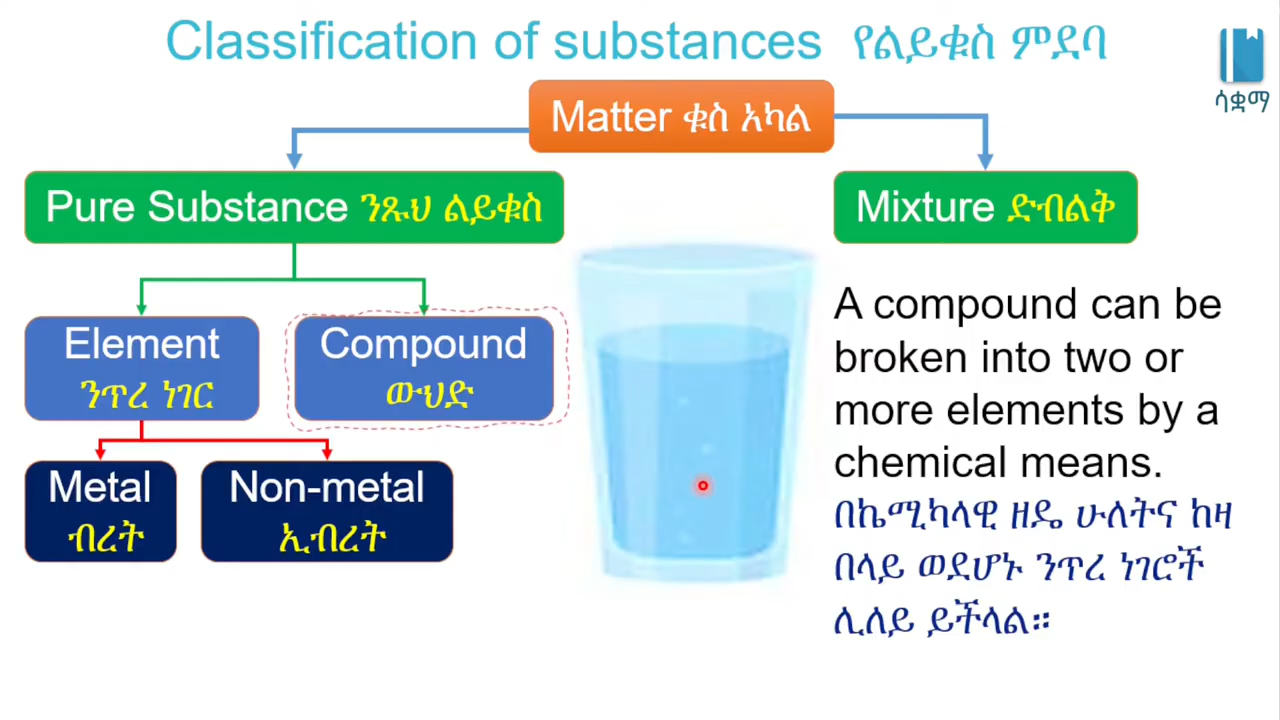 Classification of substances የልይቁስ ምደባ
ሳቋማ
Matter ቁስ አካል
Pure Substance ንጹህ ልይቁስ
Mixture ድብልቅ
Element
ንጥረ ነገር
Compound
ውህድ
Metal
ብረት
Non-metal
ኢብረት
A compound can be
broken into two or
more elements by a
chemical means.
በኬሚካላዊ ዘዴ ሁለትና ከዛ
በላይ ወደሆኑ ንጥረ ነገሮች
ሊለይ ይችላል።